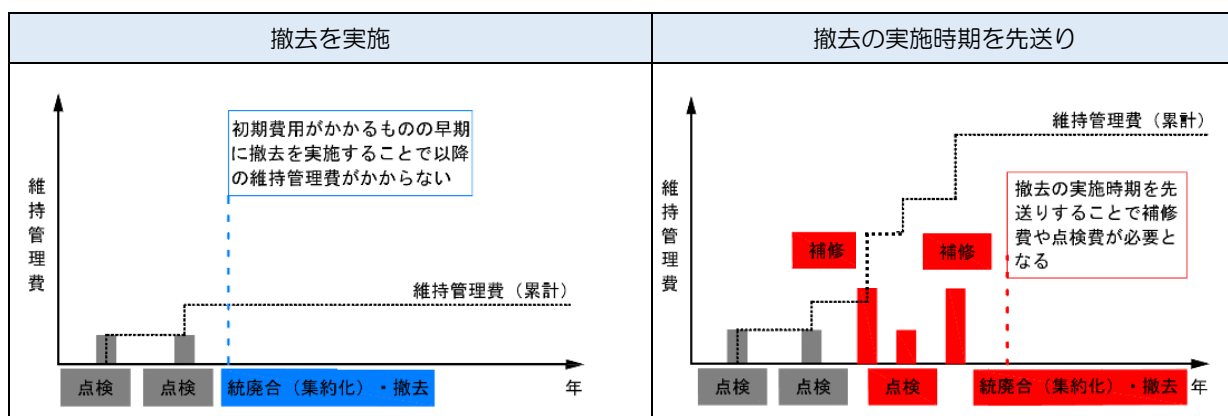 撤去を実施
維持管理費
初期費用がかかるものの早期
に撤去を実施することで以降
の維持管理費がかからない
維持管理費（累計）
点検
点検
統廃合（集約化）・撤去
年
撤去の実施時期を先送り
維持管理費
維持管理費（累計）
撤去の実施時期を先
送りすることで補修
費や点検費が必要と
なる
補修
補修
点検
点検
点検
統廃合（集約化）・撤去
年